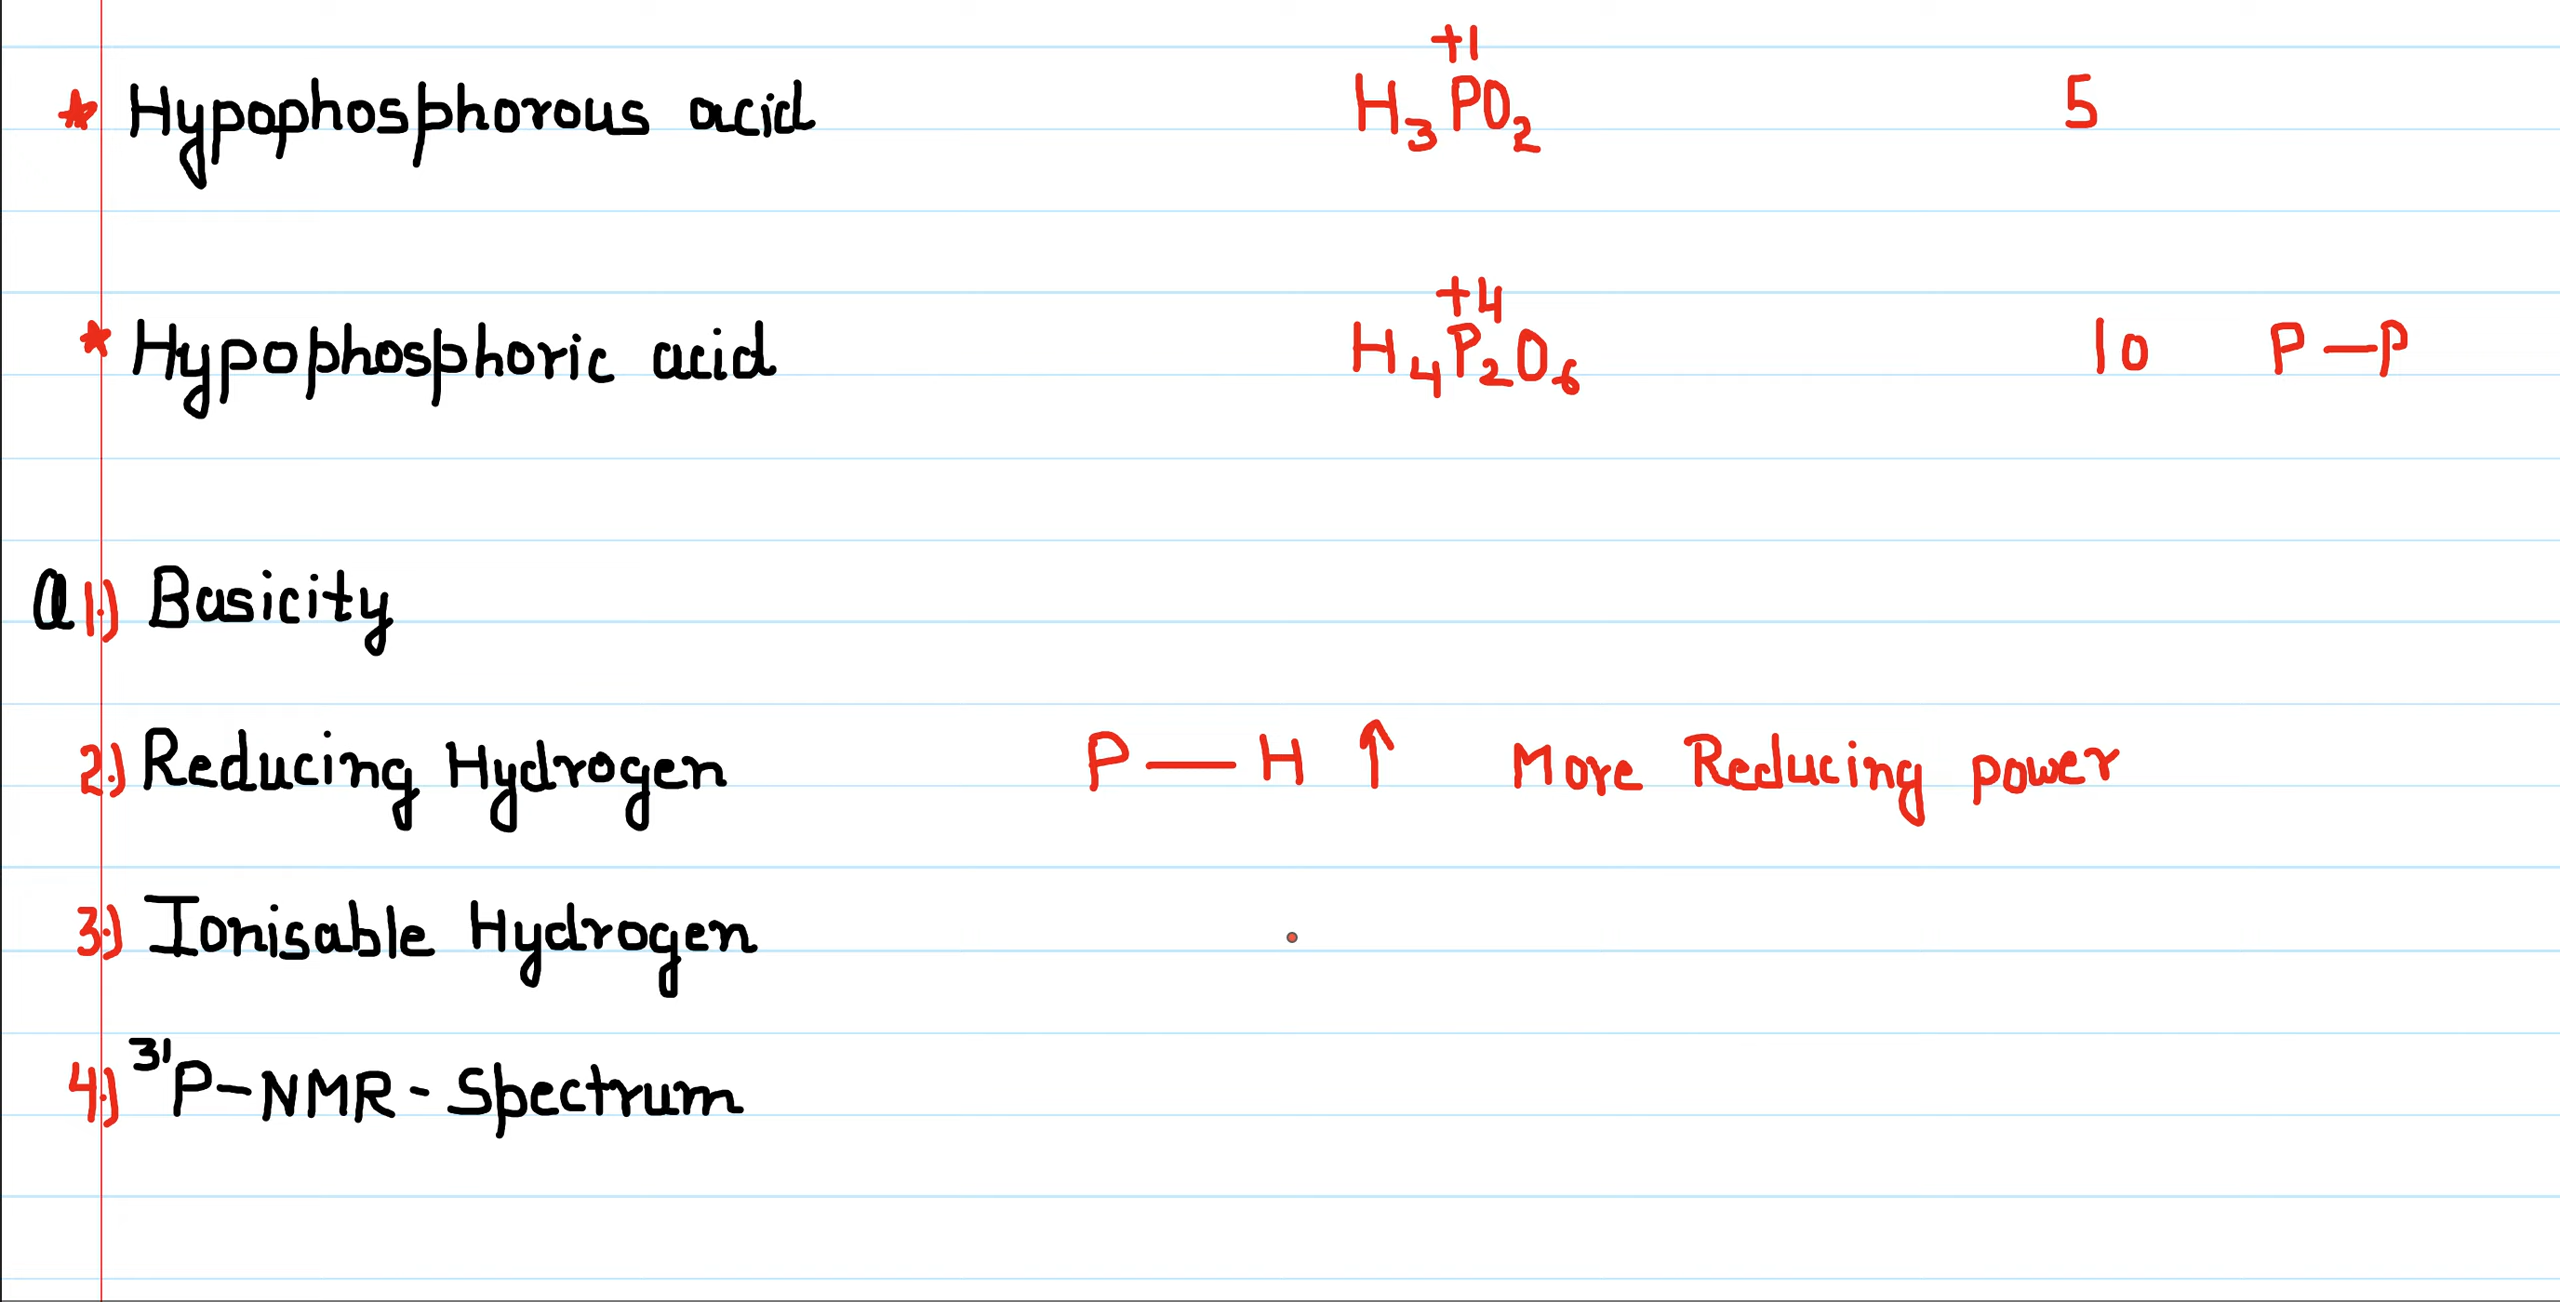 * Hypophosphorous acid H₃PO₂ +1 5
* Hypophosphoric acid H₄P₂O₆ +4 10 P—P
Q 1.) Basicity
2.) Reducing Hydrogen P—H ↑ More Reducing power
3.) Ionisable Hydrogen
4.) ³¹P-NMR-Spectrum